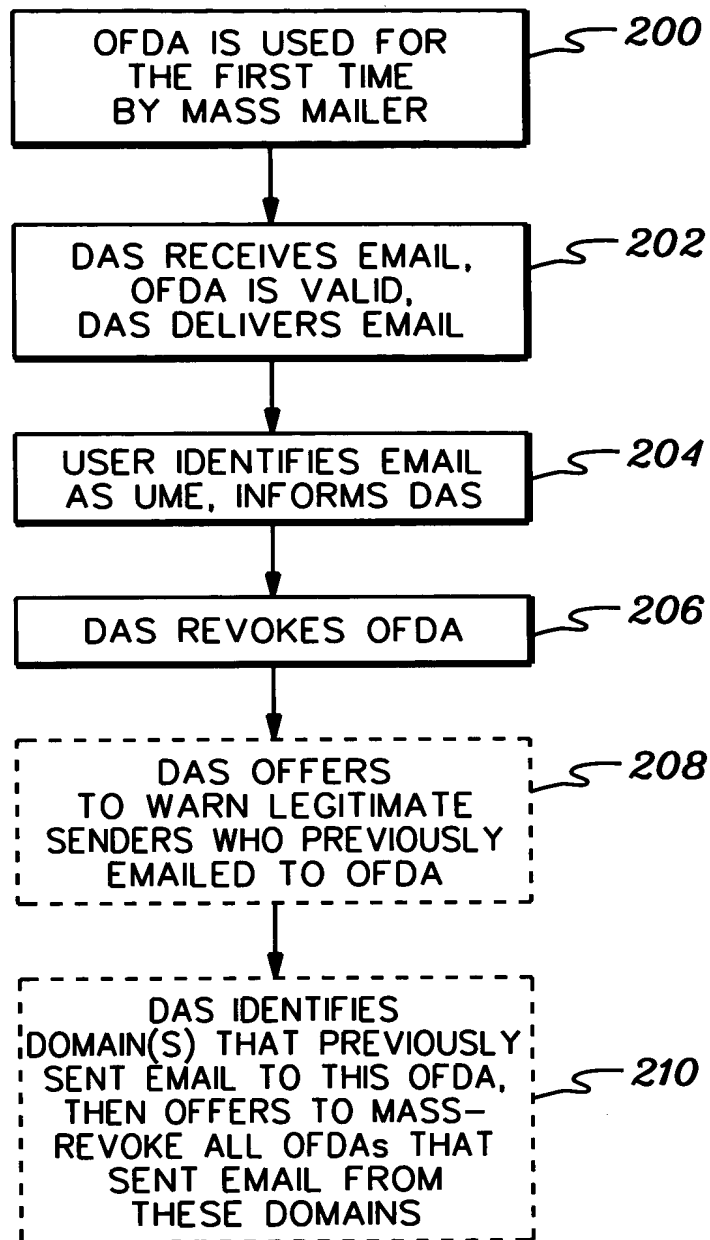 OFDA IS USED FOR
THE FIRST TIME
BY MASS MAILER
200
DAS RECEIVES EMAIL,
OFDA IS VALID,
DAS DELIVERS EMAIL
202
USER IDENTIFIES EMAIL
AS UME, INFORMS DAS
204
DAS REVOKES OFDA
206
DAS OFFERS
TO WARN LEGITIMATE
SENDERS WHO PREVIOUSLY
EMAILED TO OFDA
208
DAS IDENTIFIES
DOMAIN(S) THAT PREVIOUSLY
SENT EMAIL TO THIS OFDA,
THEN OFFERS TO MASS-
REVOKE ALL OFDAs THAT
SENT EMAIL FROM
THESE DOMAINS
210